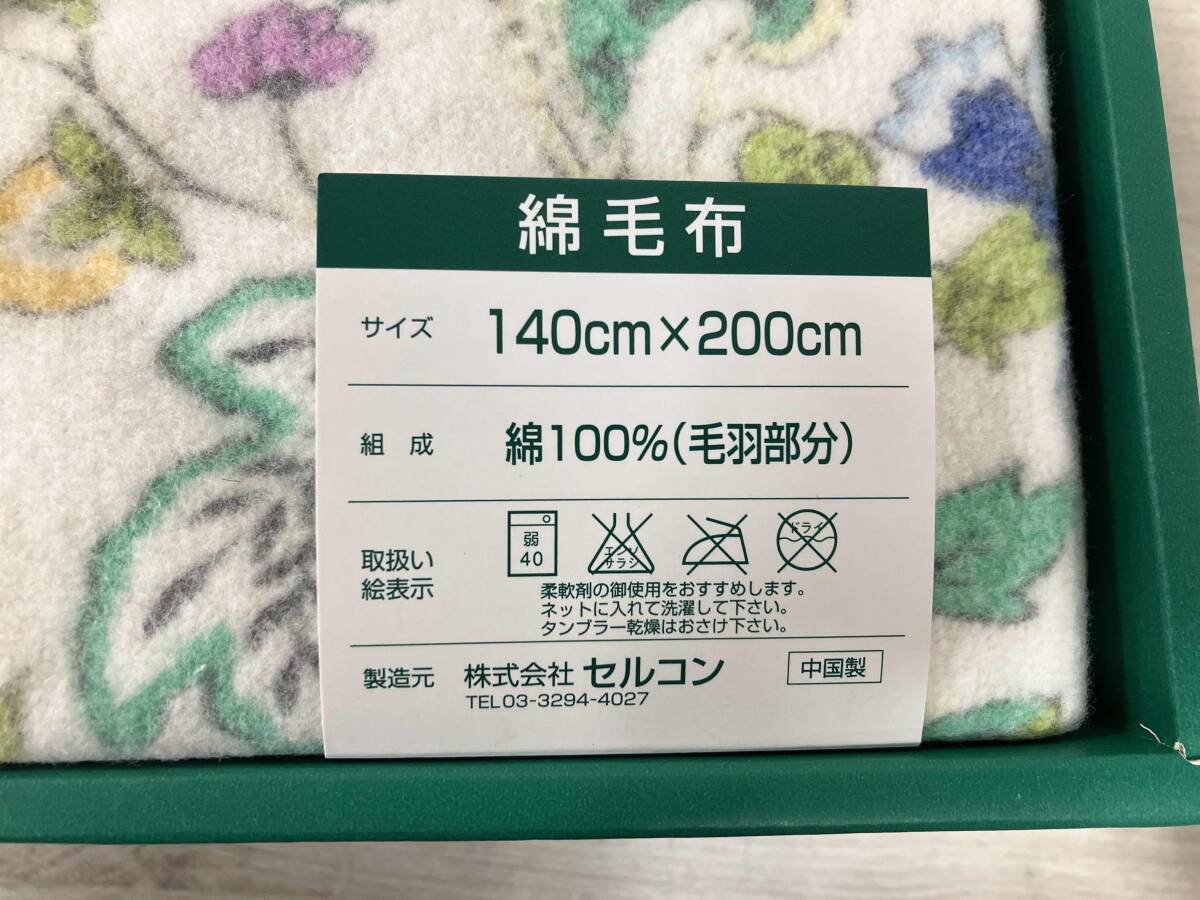 綿毛布
サイズ 140cm×200cm
組成 綿100%(毛羽部分)
取扱い
絵表示
弱
40
エンソ
サラシ
ドライ
柔軟剤の御使用をおすすめします。
ネットに入れて洗濯して下さい。
タンブラー乾燥はおさけ下さい。
製造元 株式会社 セルコン 中国製
TEL03-3294-4027